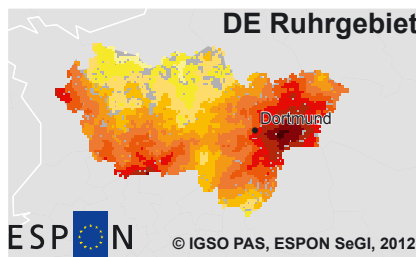 DE Ruhrgebiet
Dortmund
ESPON
© IGSO PAS, ESPON SeGI, 2012